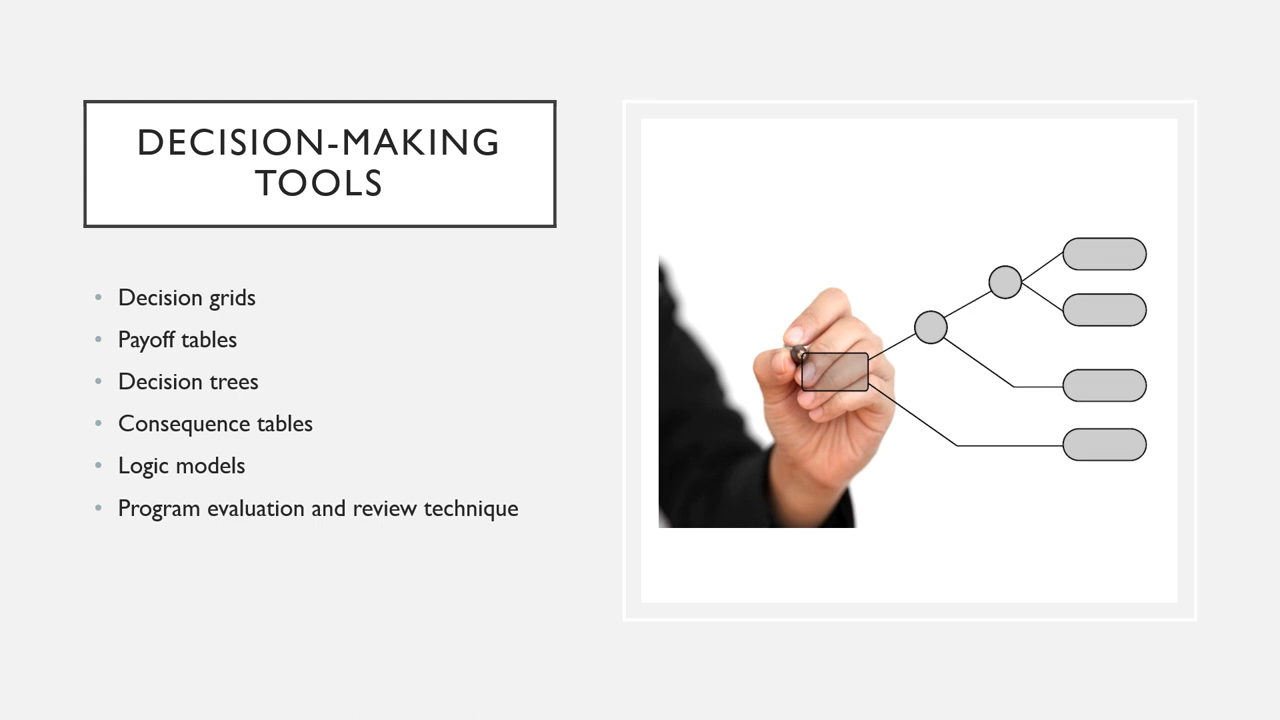 DECISION-MAKING
TOOLS
• Decision grids
• Payoff tables
• Decision trees
• Consequence tables
• Logic models
• Program evaluation and review technique